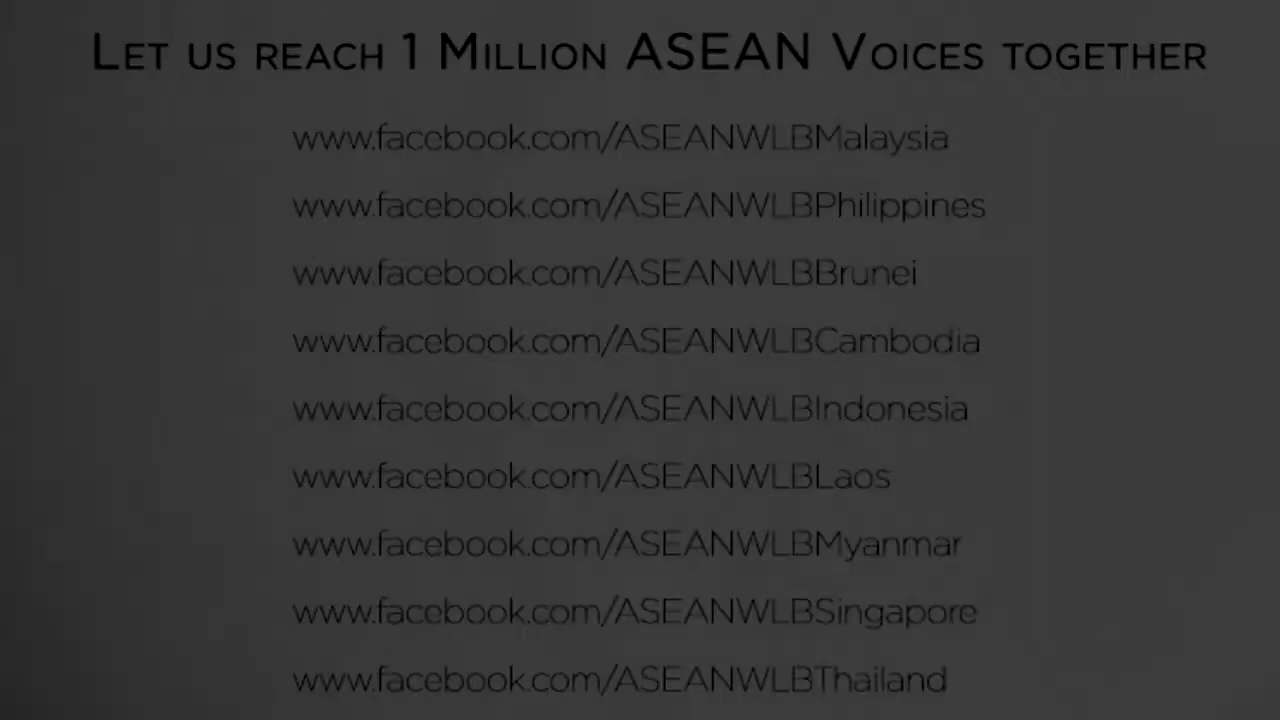 Let us reach 1 Million ASEAN Voices together
www.facebook.com/ASEANWLBMalaysia
www.facebook.com/ASEANWLBPhilippines
www.facebook.com/ASEANWLBBrunei
www.facebook.com/ASEANWLBCambodia
www.facebook.com/ASEANWLBIndonesia
www.facebook.com/ASEANWLBLaos
www.facebook.com/ASEANWLBMyanmar
www.facebook.com/ASEANWLBSingapore
www.facebook.com/ASEANWLBThailand